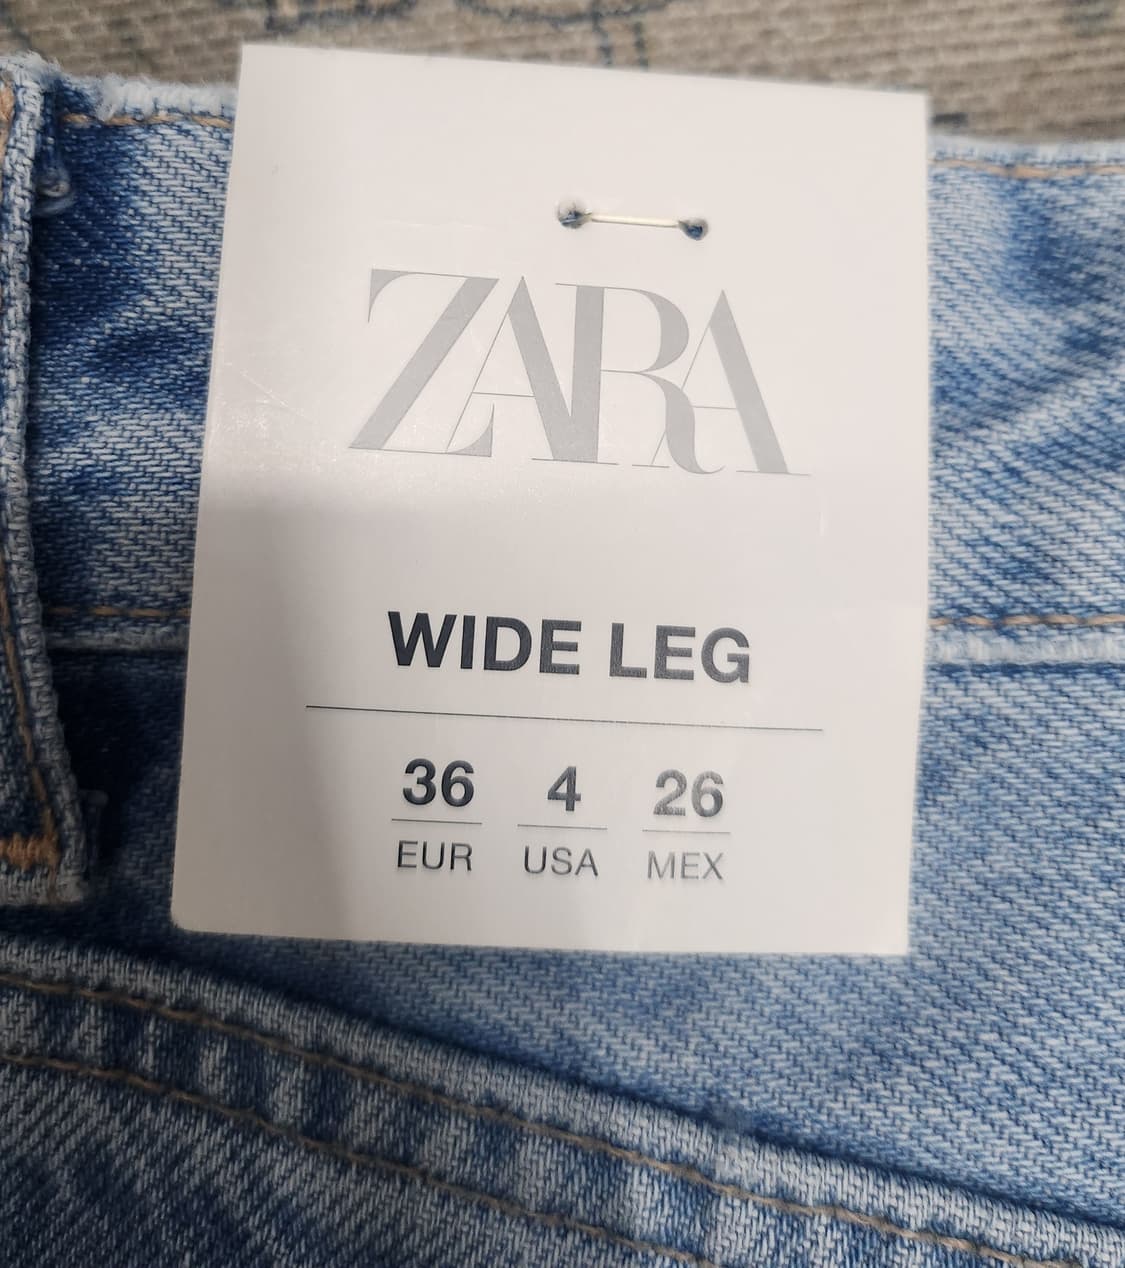 ZARA
WIDE LEG
36 4 26
EUR USA MEX